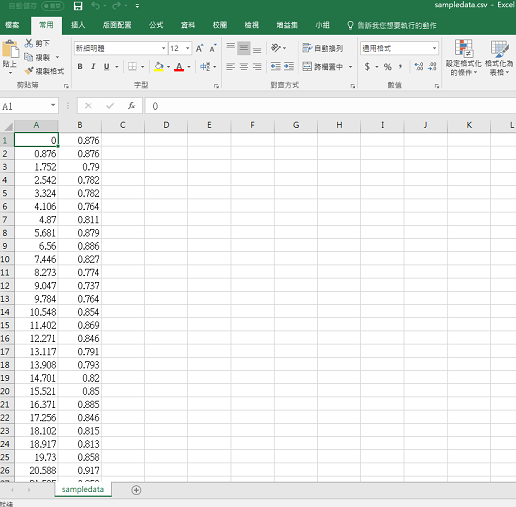 自動儲存 sampledata.csv - Excel
檔案 常用 插入 版面配置 公式 資料 校閱 檢視 增益集 小組 告訴我您想要執行的動作
貼上 剪下 複製 複製格式
新細明體 12 A A
B I U A 中
自動換列
跨欄置中
通用格式
$ % ,
設定格式化的條件 格式化為表格
剪貼簿 字型 對齊方式 數值
A1 fx 0
A B C D E F G H I J K L
1 0 0.876
2 0.876 0.876
3 1.752 0.79
4 2.542 0.782
5 3.324 0.782
6 4.106 0.764
7 4.87 0.811
8 5.681 0.879
9 6.56 0.886
10 7.446 0.827
11 8.273 0.774
12 9.047 0.737
13 9.784 0.764
14 10.548 0.854
15 11.402 0.869
16 12.271 0.846
17 13.117 0.791
18 13.908 0.793
19 14.701 0.82
20 15.521 0.85
21 16.371 0.885
22 17.256 0.846
23 18.102 0.815
24 18.917 0.813
25 19.73 0.858
26 20.588 0.917
sampledata